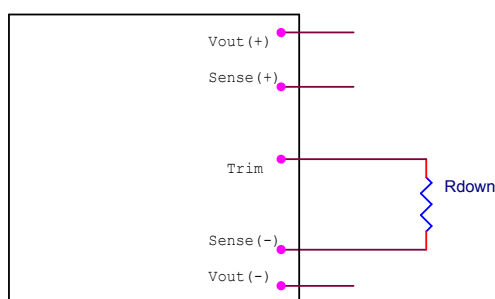 Vout(+)
Sense(+)
Trim
Rdown
Sense(-)
Vout(-)